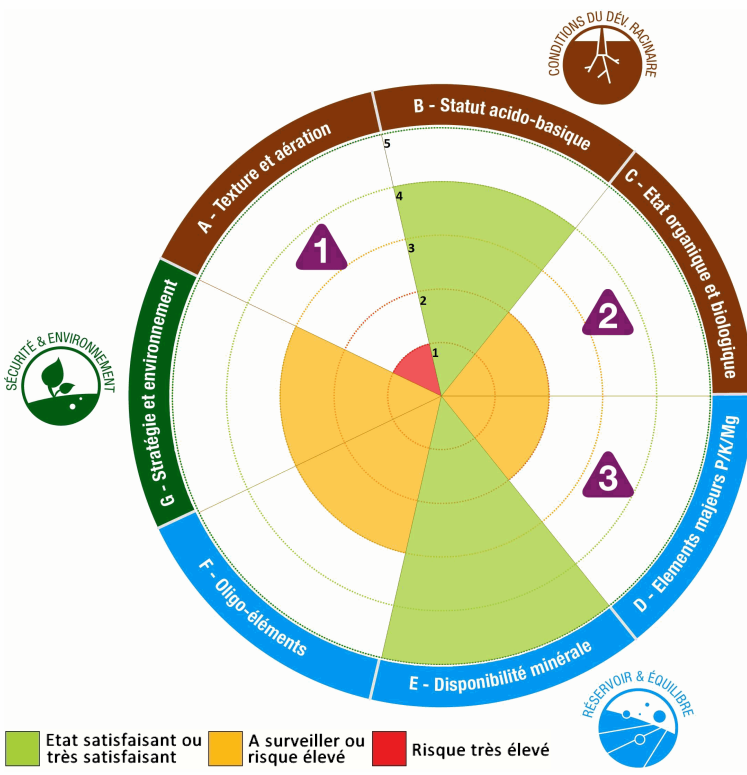 CONDITIONS DU DÉV. RACINAIRE
B - Statut acido-basique
A - Texture et aération
C - Etat organique et biologique
5
4
3
2
1
1
2
3
SÉCURITÉ & ENVIRONNEMENT
G - Stratégie et environnement
D - Elements majeurs P/K/Mg
F - Oligo-éléments
E - Disponibilité minérale
RÉSERVOIR & ÉQUILIBRE
Etat satisfaisant ou
très satisfaisant
A surveiller ou
risque élevé
Risque très élevé